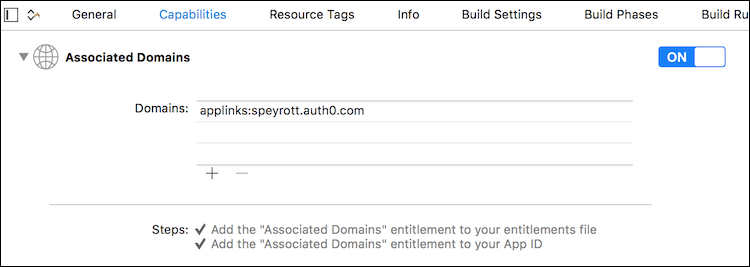 General Capabilities Resource Tags Info Build Settings Build Phases Build Ru
Associated Domains ON
Domains: applinks:speyrott.auth0.com
Steps: ✓ Add the "Associated Domains" entitlement to your entitlements file
✓ Add the "Associated Domains" entitlement to your App ID